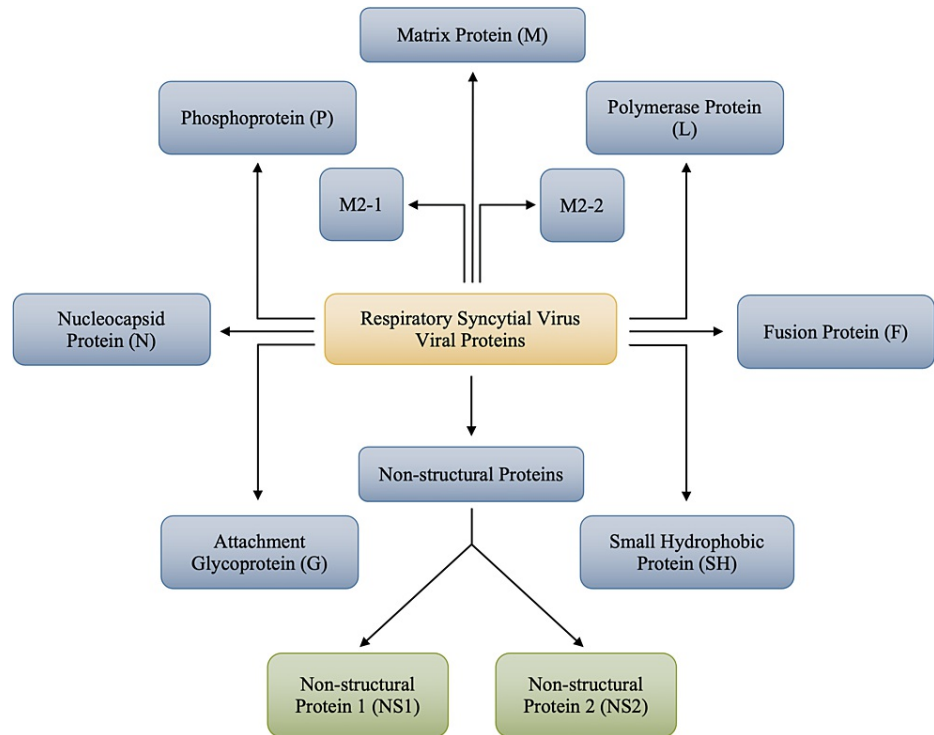 Matrix Protein (M)
Phosphoprotein (P)
Polymerase Protein
(L)
M2-1
M2-2
Nucleocapsid
Protein (N)
Respiratory Syncytial Virus
Viral Proteins
Fusion Protein (F)
Non-structural Proteins
Attachment
Glycoprotein (G)
Small Hydrophobic
Protein (SH)
Non-structural
Protein 1 (NS1)
Non-structural
Protein 2 (NS2)